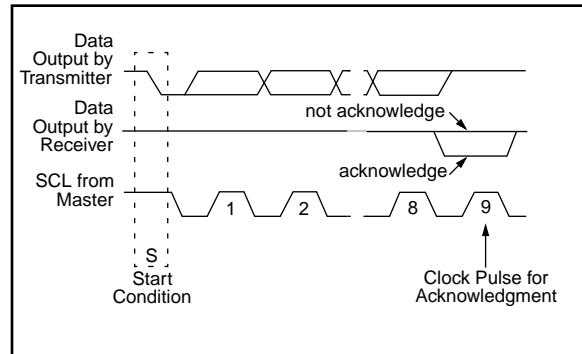 Data
Output by
Transmitter
Data
Output by
Receiver
not acknowledge
acknowledge
SCL from
Master
1
2
8
9
S
Start
Condition
Clock Pulse for
Acknowledgment